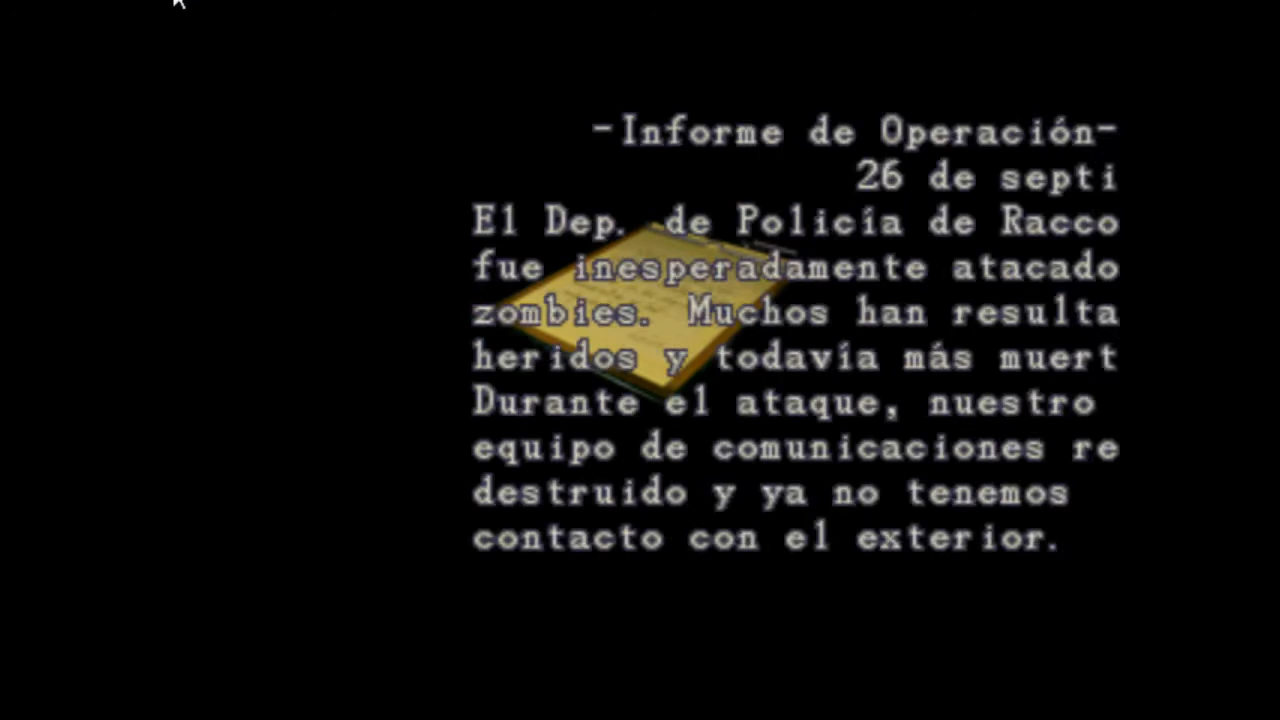 -Informe de Operación-
26 de septi
El Dep. de Policía de Racco
fue inesperadamente atacado
zombies. Muchos han resulta
heridos y todavía más muert
Durante el ataque, nuestro
equipo de comunicaciones re
destruido y ya no tenemos
contacto con el exterior.